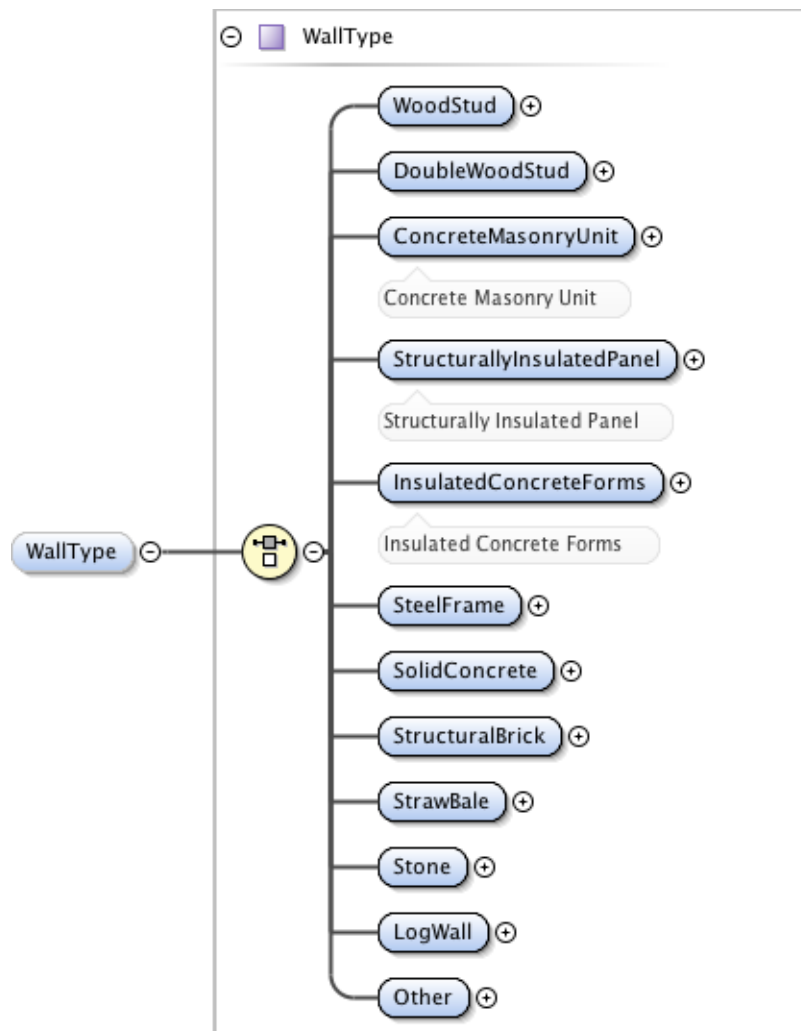 WallType
WoodStud
DoubleWoodStud
ConcreteMasonryUnit
Concrete Masonry Unit
StructurallyInsulatedPanel
Structurally Insulated Panel
InsulatedConcreteForms
Insulated Concrete Forms
WallType
SteelFrame
SolidConcrete
StructuralBrick
StrawBale
Stone
LogWall
Other